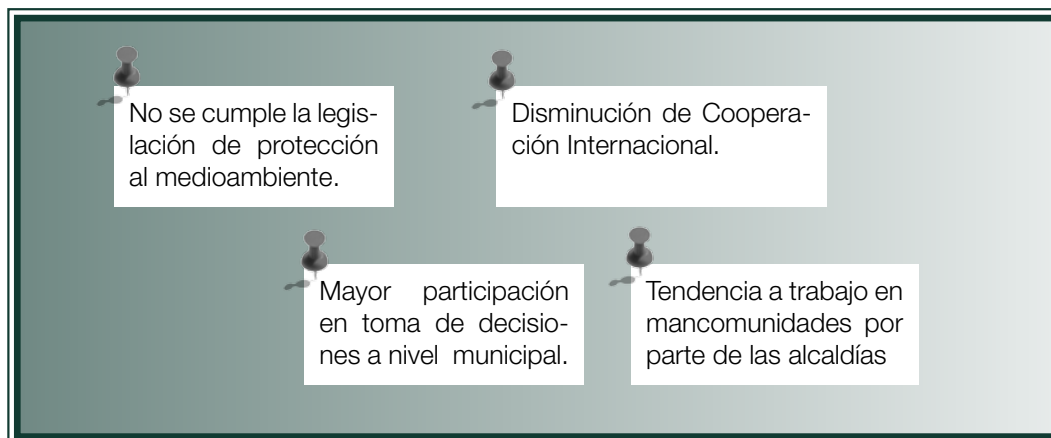 No se cumple la legis-
lación de protección
al medioambiente.
Disminución de Coopera-
ción Internacional.
Mayor participación
en toma de decisio-
nes a nivel municipal.
Tendencia a trabajo en
mancomunidades por
parte de las alcaldías